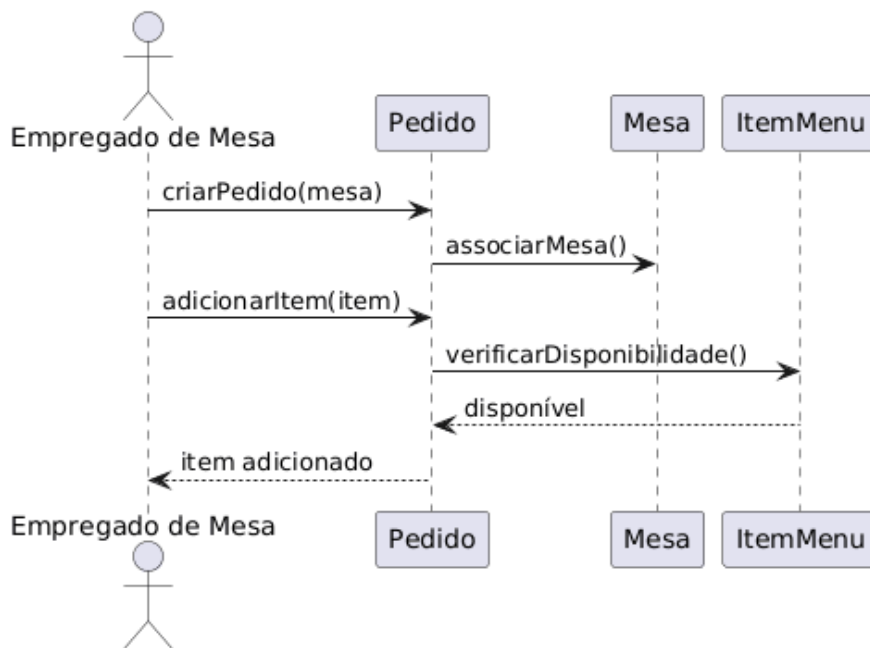 Empregado de Mesa
Pedido
Mesa
ItemMenu
criarPedido(mesa)
associarMesa()
adicionarItem(item)
verificarDisponibilidade()
disponível
item adicionado
Empregado de Mesa
Pedido
Mesa
ItemMenu